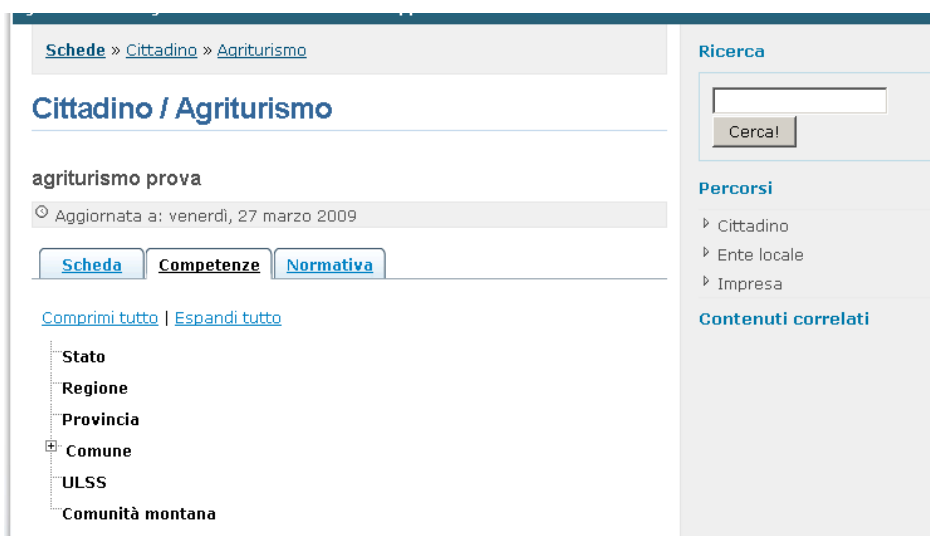 Schede » Cittadino » Agriturismo
Cittadino / Agriturismo
agriturismo prova
Aggiornata a: venerdì, 27 marzo 2009
Scheda Competenze Normativa
Comprimi tutto | Espandi tutto
Stato
Regione
Provincia
Comune
ULSS
Comunità montana
Ricerca
Cerca!
Percorsi
Cittadino
Ente locale
Impresa
Contenuti correlati